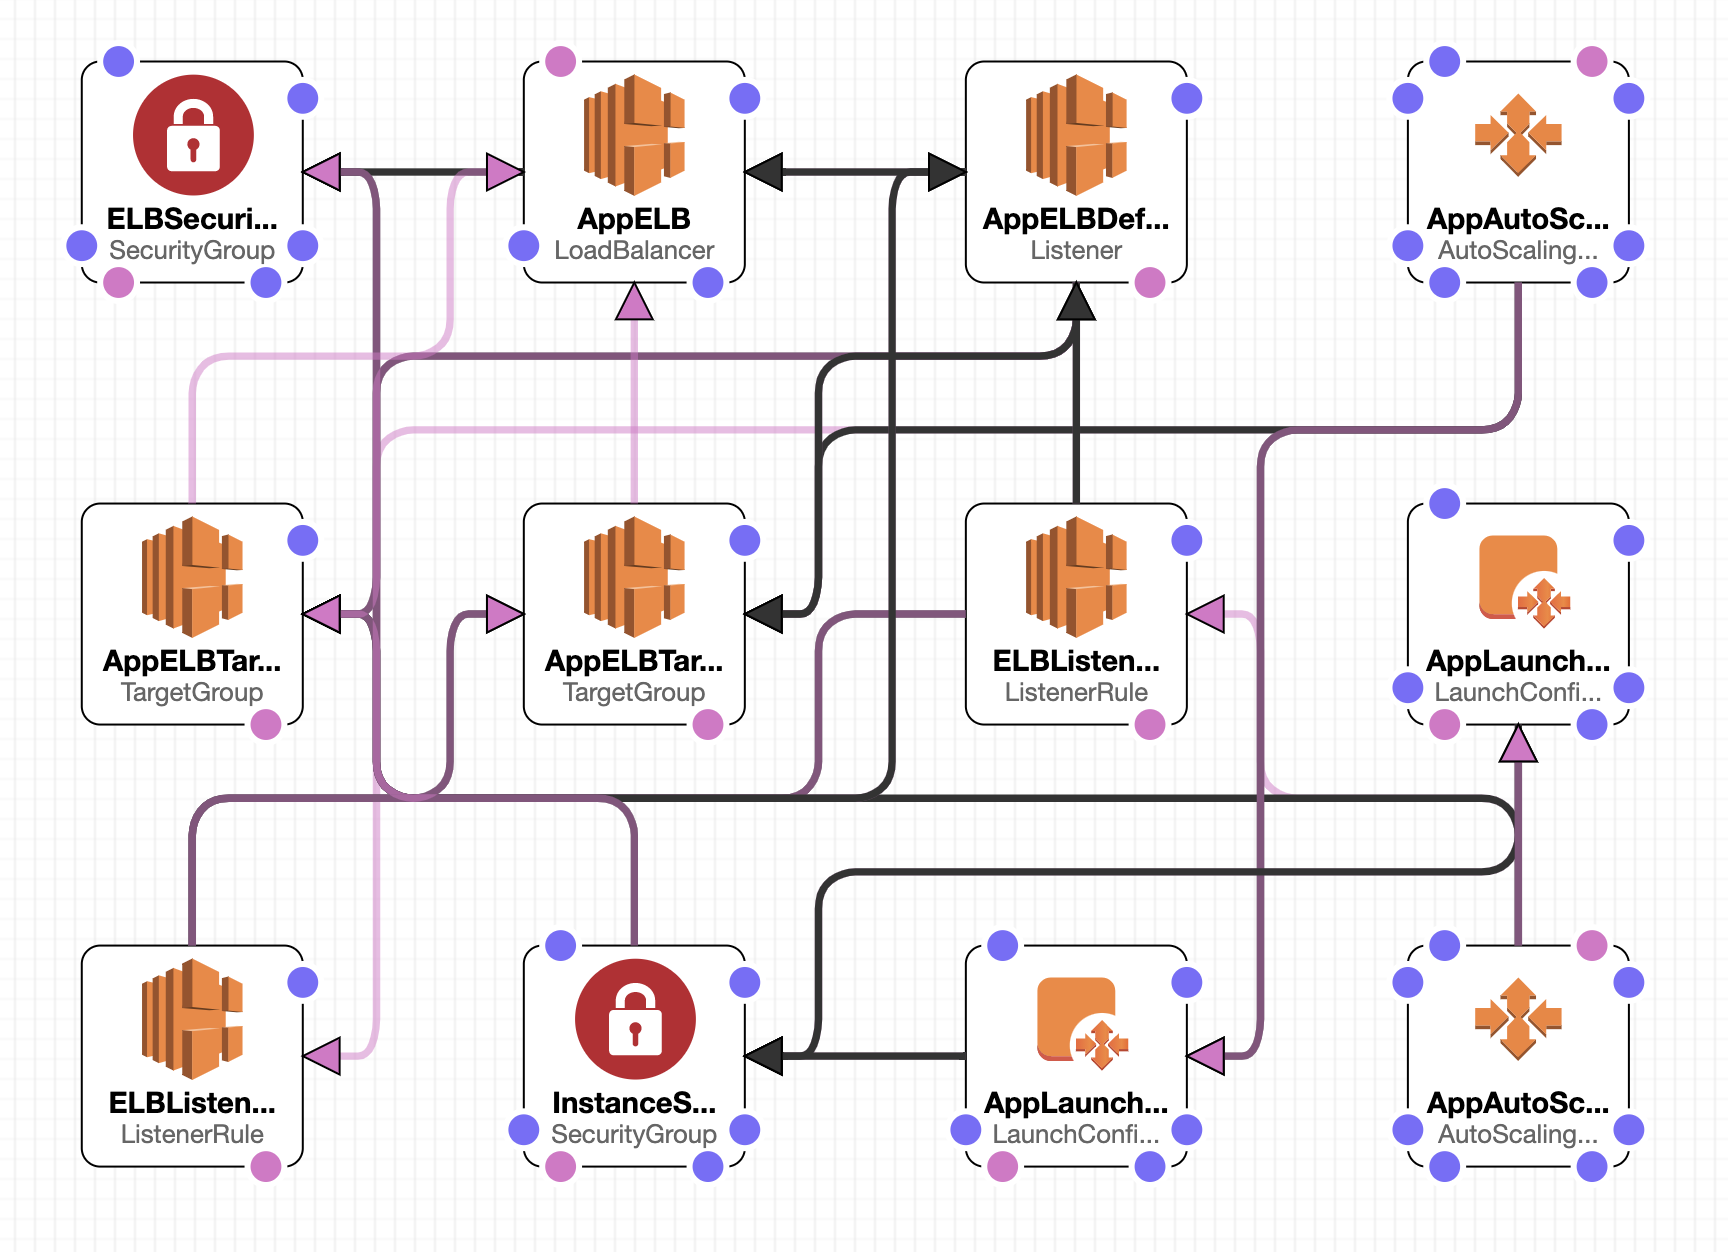 ELBSecuri...
SecurityGroup
AppELB
LoadBalancer
AppELBDef...
Listener
AppAutoSc...
AutoScaling...
AppELBTar...
TargetGroup
AppELBTar...
TargetGroup
ELBListen...
ListenerRule
AppLaunch...
LaunchConfi...
ELBListen...
ListenerRule
InstanceS...
SecurityGroup
AppLaunch...
LaunchConfi...
AppAutoSc...
AutoScaling...